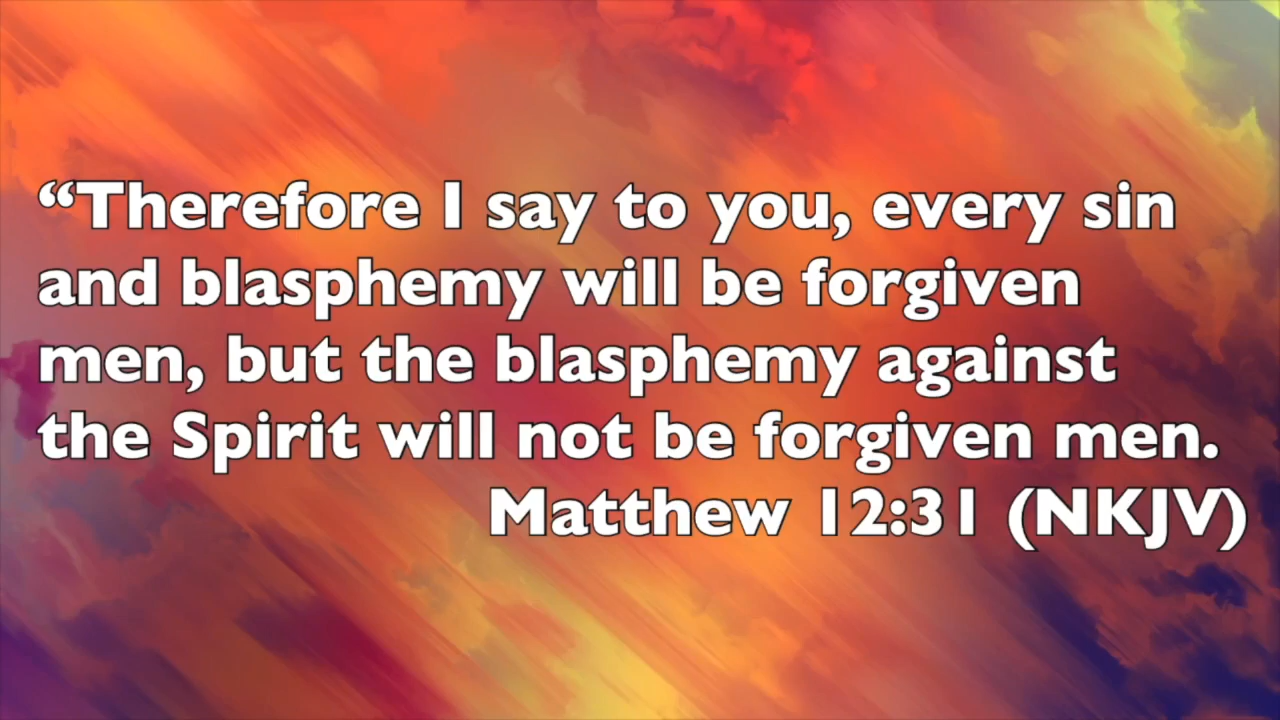 “Therefore I say to you, every sin
and blasphemy will be forgiven
men, but the blasphemy against
the Spirit will not be forgiven men.
Matthew 12:31 (NKJV)